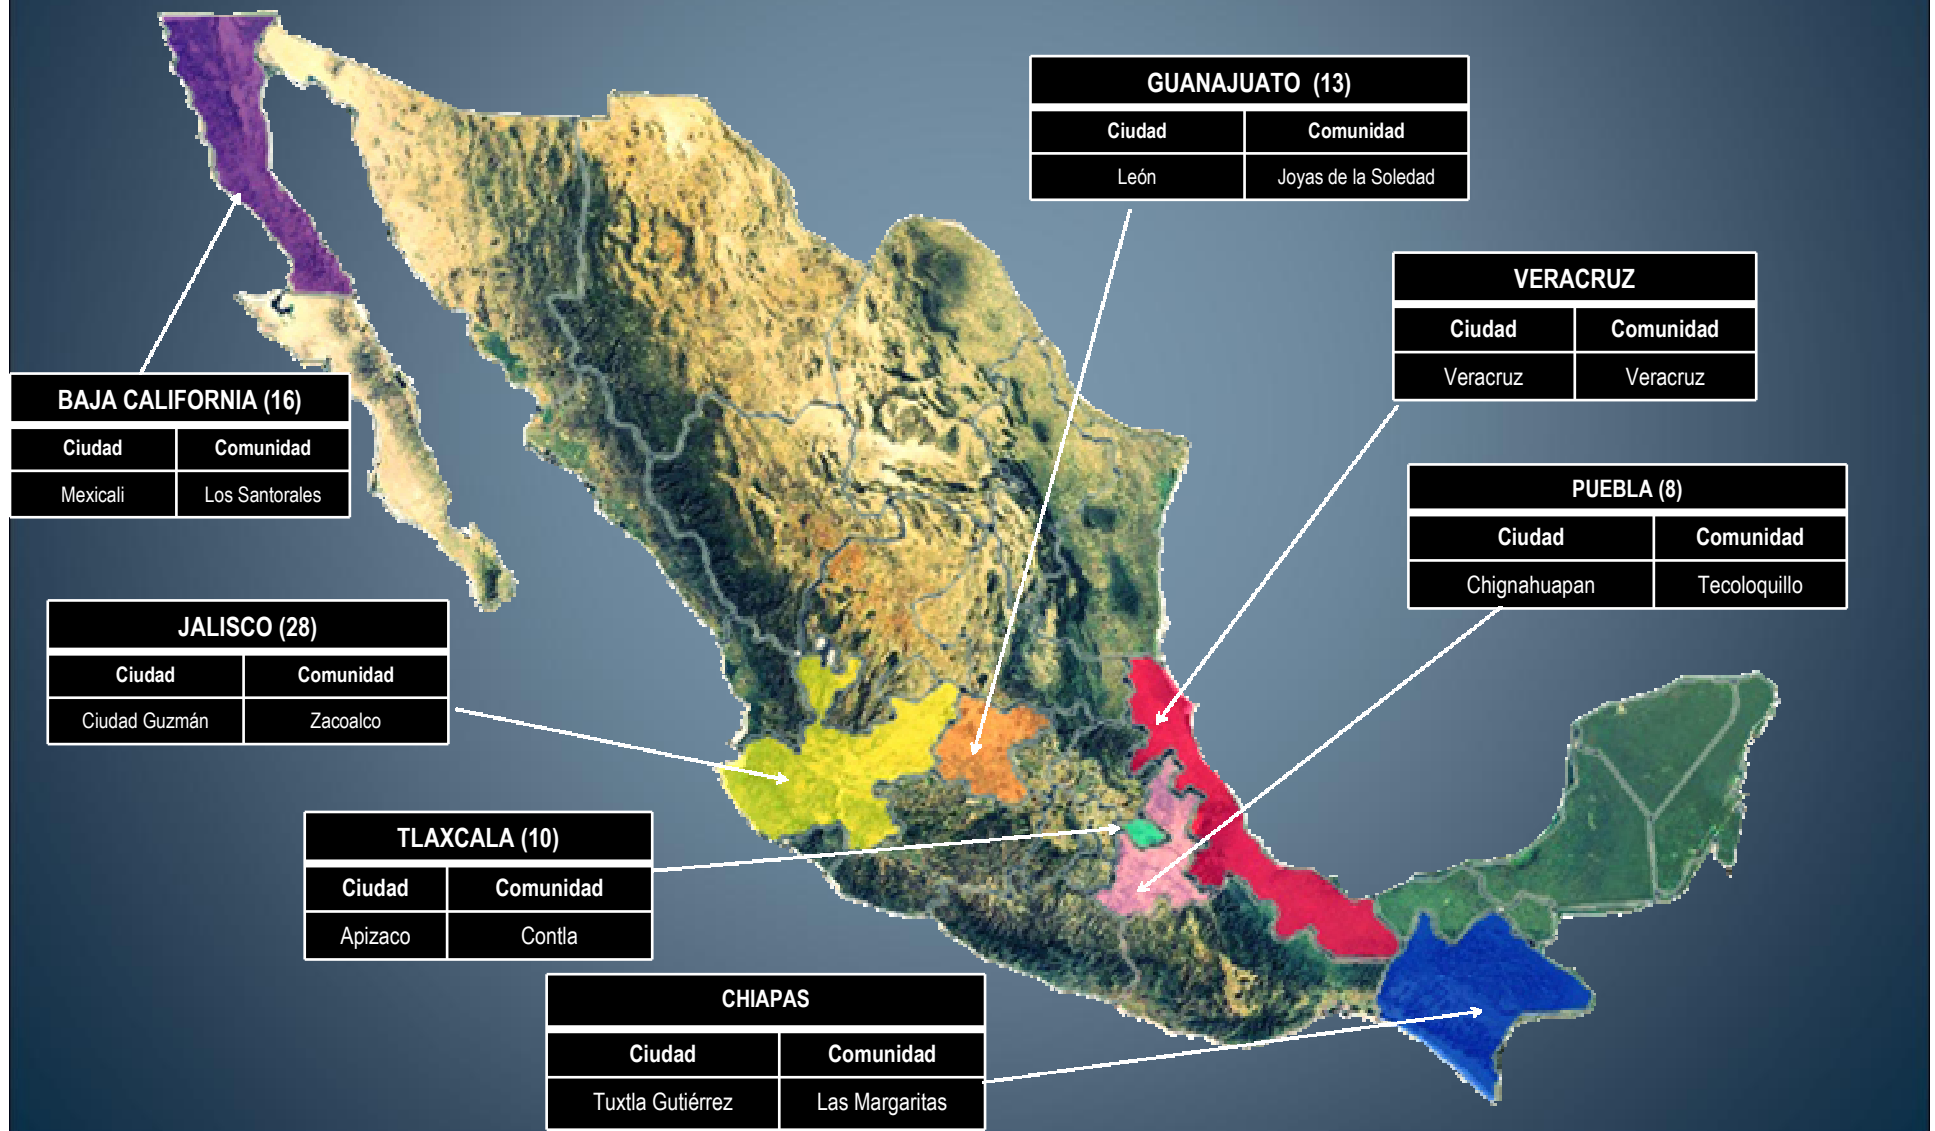 GUANAJUATO (13)
Ciudad Comunidad
León Joyas de la Soledad
VERACRUZ
Ciudad Comunidad
Veracruz Veracruz
BAJA CALIFORNIA (16)
Ciudad Comunidad
Mexicali Los Santorales
PUEBLA (8)
Ciudad Comunidad
Chignahuapan Tecoloquillo
JALISCO (28)
Ciudad Comunidad
Ciudad Guzmán Zacoalco
TLAXCALA (10)
Ciudad Comunidad
Apizaco Contla
CHIAPAS
Ciudad Comunidad
Tuxtla Gutiérrez Las Margaritas